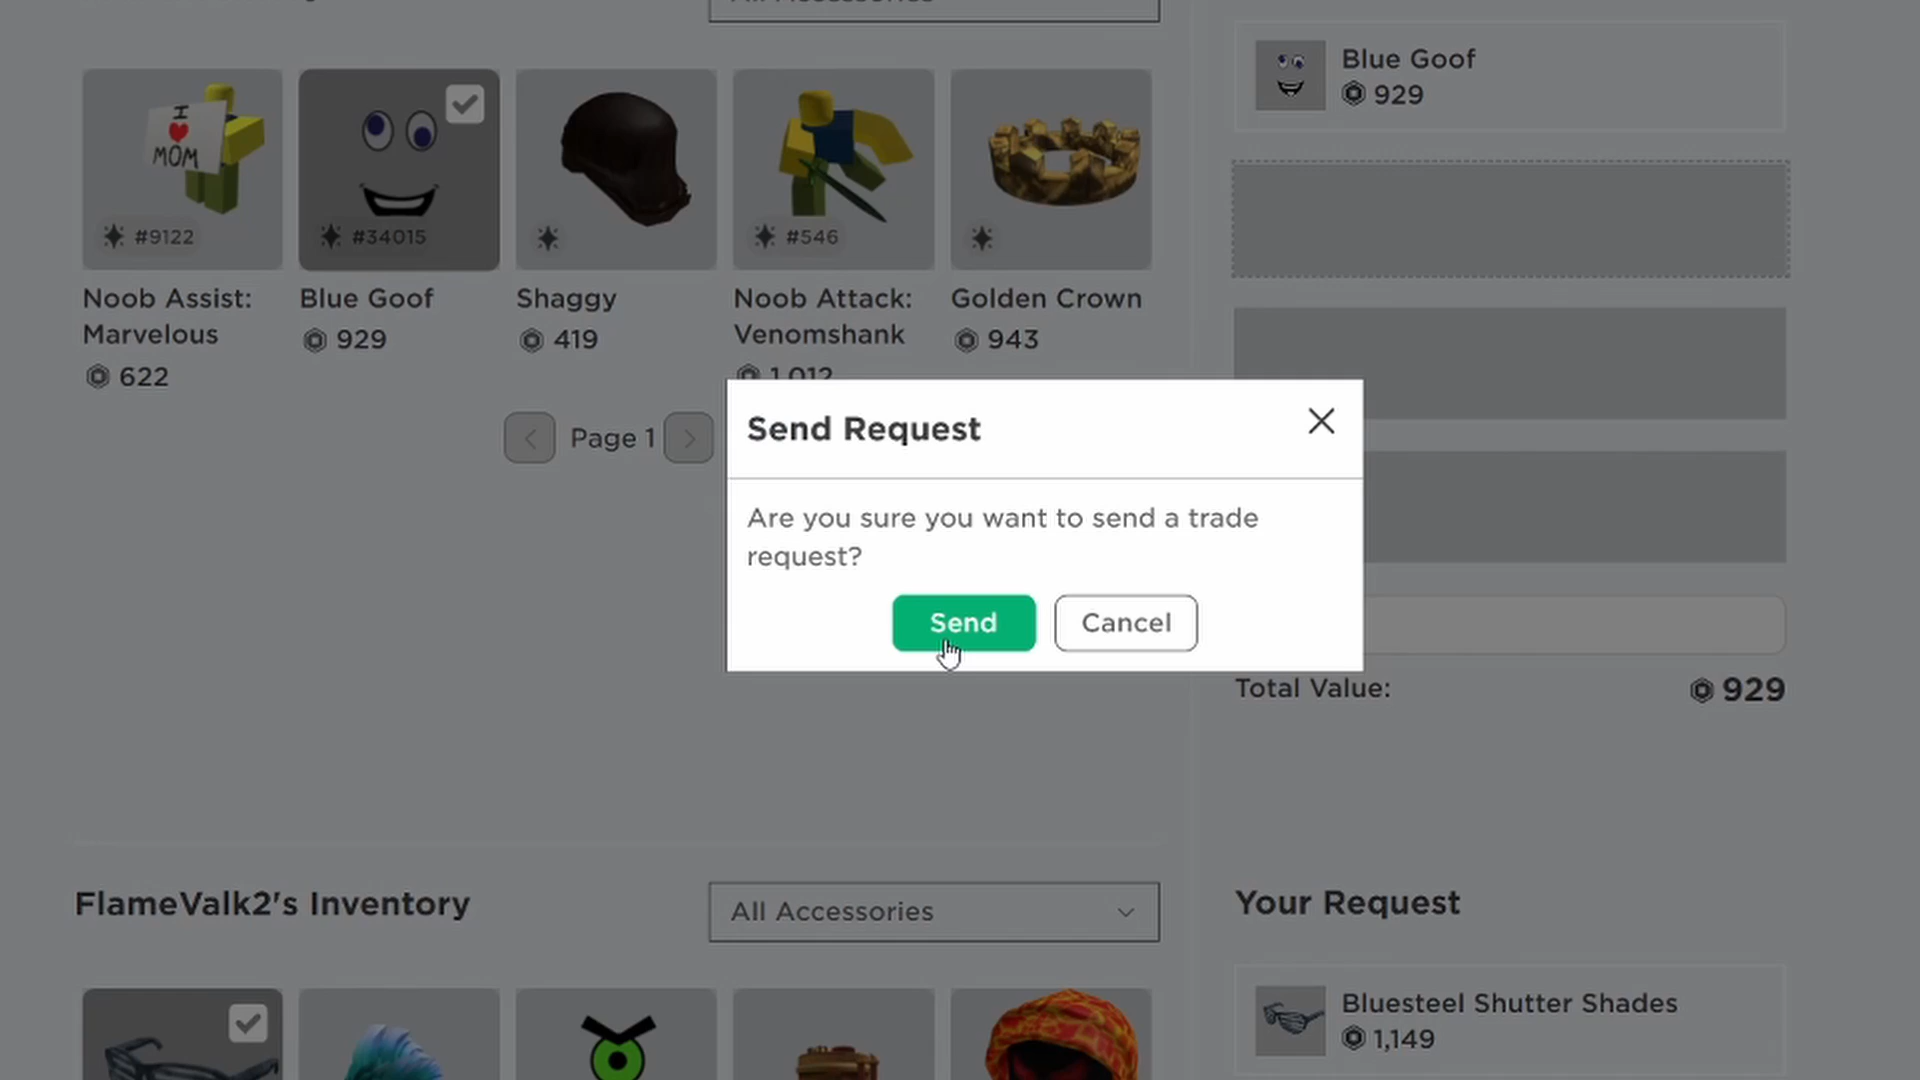 Blue Goof
929
I
MOM
#9122
#34015
#546
Noob Assist:
Marvelous
622
Blue Goof
929
Shaggy
419
Noob Attack:
Venomshank
1,012
Golden Crown
943
Page 1
Send Request
Are you sure you want to send a trade
request?
Send
Cancel
Total Value:
929
FlameValk2's Inventory
All Accessories
Your Request
Bluesteel Shutter Shades
1,149